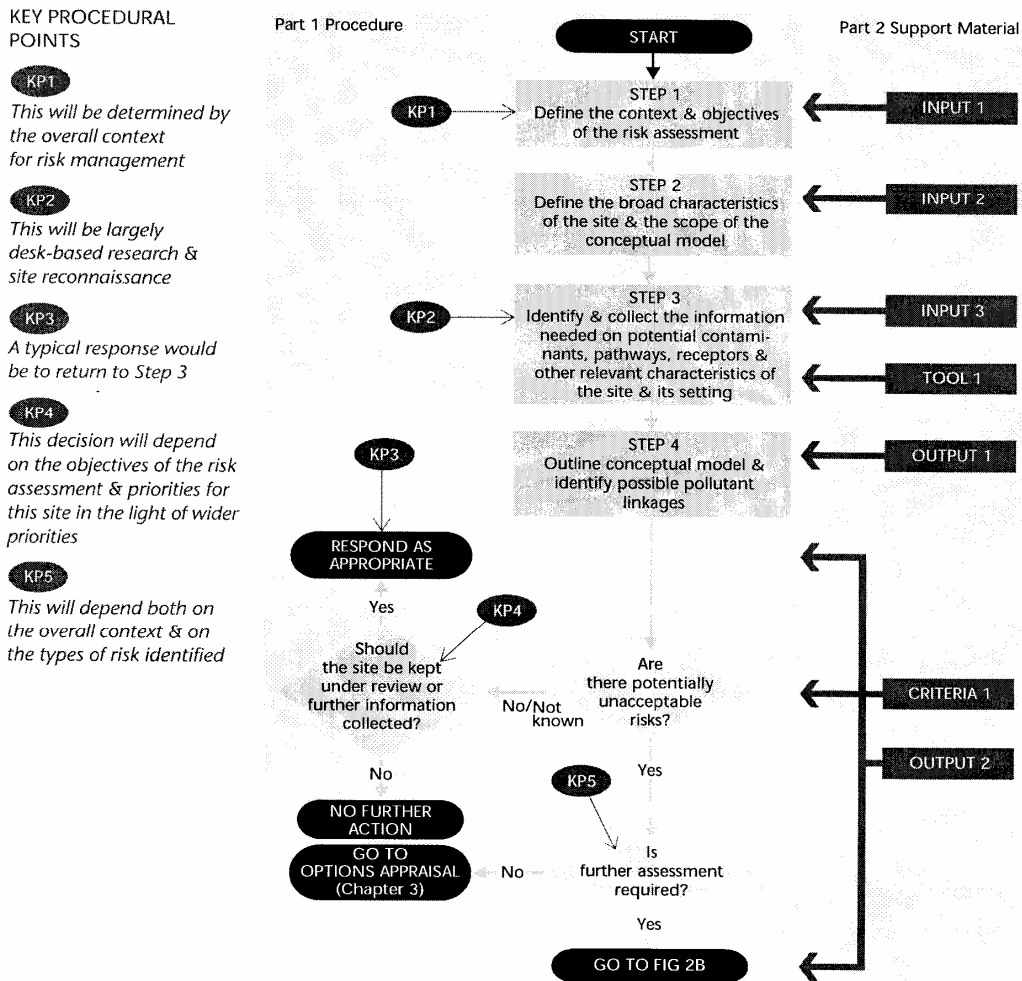 KEY PROCEDURAL
POINTS
KP1
This will be determined by
the overall context
for risk management
KP2
This will be largely
desk-based research &
site reconnaissance
KP3
A typical response would
be to return to Step 3
KP4
This decision will depend
on the objectives of the risk
assessment & priorities for
this site in the light of wider
priorities
KP5
This will depend both on
the overall context & on
the types of risk identified
Part 1 Procedure
Part 2 Support Material
START
KP1
STEP 1
Define the context & objectives
of the risk assessment
INPUT 1
STEP 2
Define the broad characteristics
of the site & the scope of the
conceptual model
INPUT 2
KP2
STEP 3
Identify & collect the information
needed on potential contami-
nants, pathways, receptors &
other relevant characteristics of
the site & its setting
INPUT 3
TOOL 1
STEP 4
Outline conceptual model &
identify possible pollutant
linkages
OUTPUT 1
KP3
RESPOND AS
APPROPRIATE
Yes
KP4
Should
the site be kept
under review or
further information
collected?
No/Not
known
Are
there potentially
unacceptable
risks?
CRITERIA 1
OUTPUT 2
No
Yes
KP5
NO FURTHER
ACTION
GO TO
OPTIONS APPRAISAL
(Chapter 3)
No
Is
further assessment
required?
Yes
GO TO FIG 2B